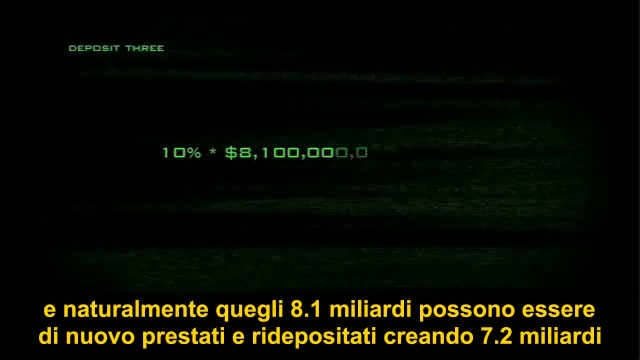 DEPOSIT THREE
10% * $8,100,000,0
e naturalmente quegli 8.1 miliardi possono essere
di nuovo prestati e ridepositati creando 7.2 miliardi